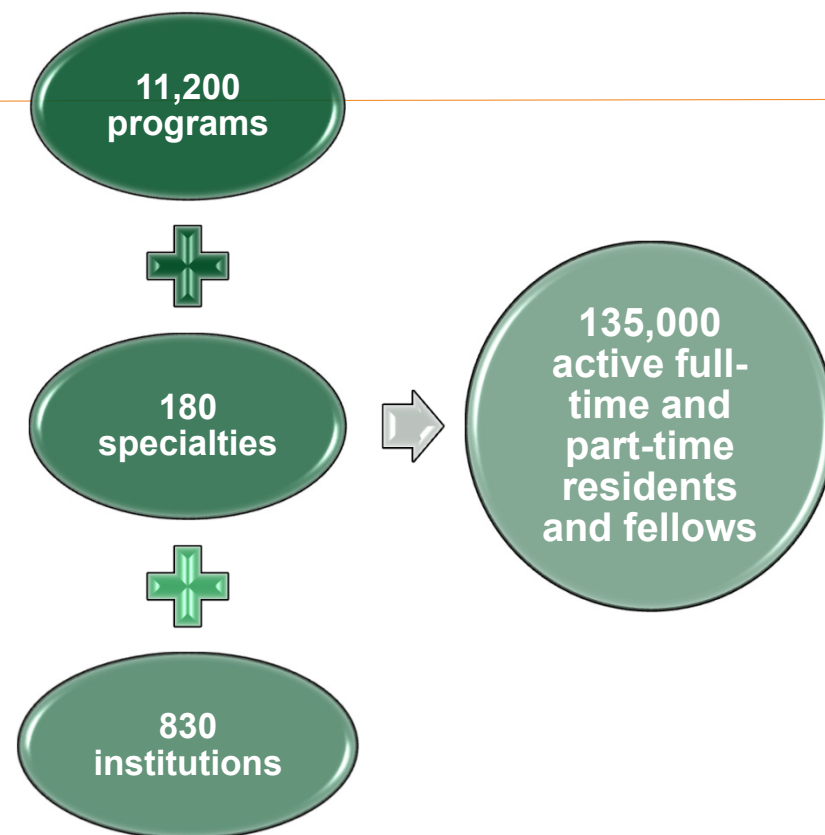 11,200
programs
180
specialties
830
institutions
135,000
active full-
time and
part-time
residents
and fellows